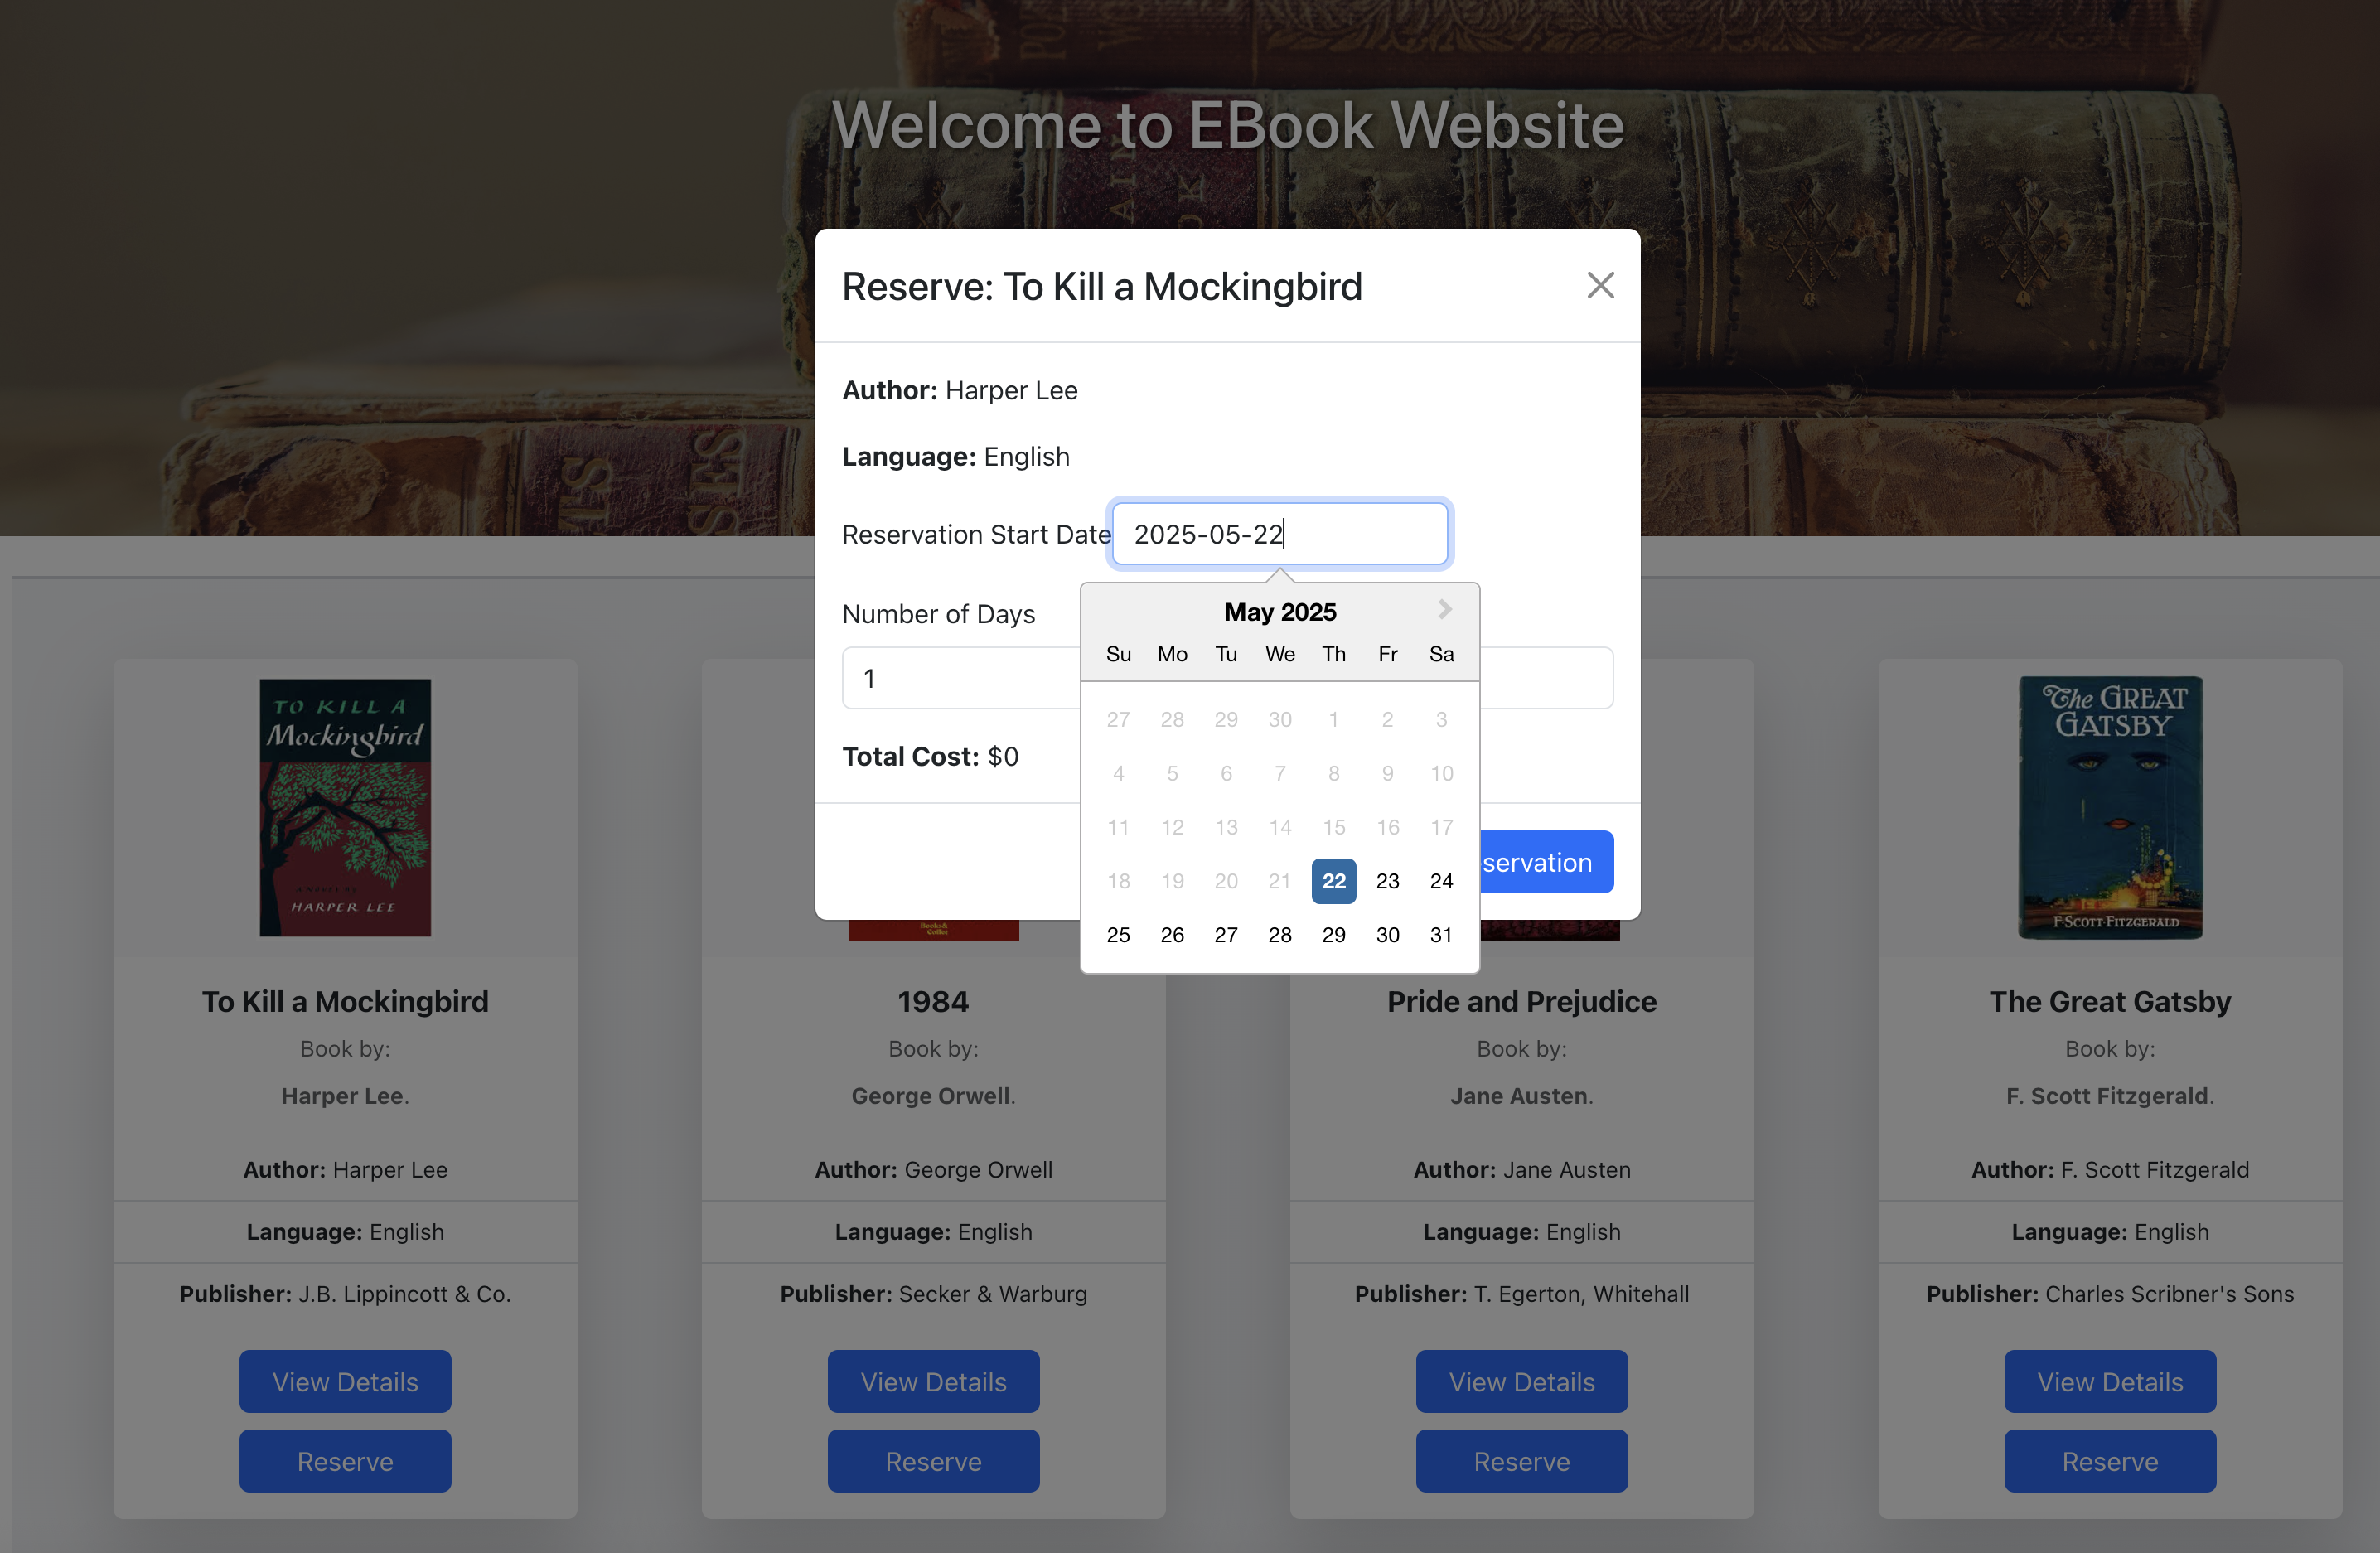 Welcome to EBook Website
Reserve: To Kill a Mockingbird
Author: Harper Lee
Language: English
Reservation Start Date 2025-05-22
May 2025
Su Mo Tu We Th Fr Sa
27 28 29 30 1 2 3
4 5 6 7 8 9 10
11 12 13 14 15 16 17
18 19 20 21 22 23 24
25 26 27 28 29 30 31
Number of Days
1
Total Cost: $0
TO KILL A
Mockingbird
HARPER LEE
Books&
Coffee
The GREAT
GATSBY
F·SCOTT·FITZGERALD
To Kill a Mockingbird
Book by:
Harper Lee.
Author: Harper Lee
Language: English
Publisher: J.B. Lippincott & Co.
View Details
Reserve
1984
Book by:
George Orwell.
Author: George Orwell
Language: English
Publisher: Secker & Warburg
View Details
Reserve
Pride and Prejudice
Book by:
Jane Austen.
Author: Jane Austen
Language: English
Publisher: T. Egerton, Whitehall
View Details
Reserve
The Great Gatsby
Book by:
F. Scott Fitzgerald.
Author: F. Scott Fitzgerald
Language: English
Publisher: Charles Scribner's Sons
View Details
Reserve